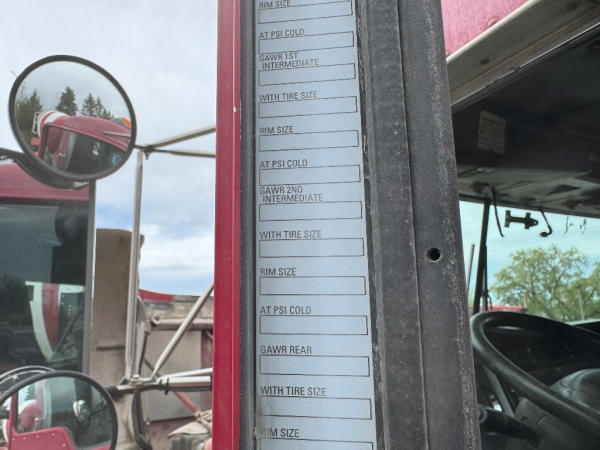 RIM SIZE
AT PSI COLD
GAWR 1ST
INTERMEDIATE
WITH TIRE SIZE
RIM SIZE
AT PSI COLD
GAWR 2ND
INTERMEDIATE
WITH TIRE SIZE
RIM SIZE
AT PSI COLD
GAWR REAR
WITH TIRE SIZE
RIM SIZE